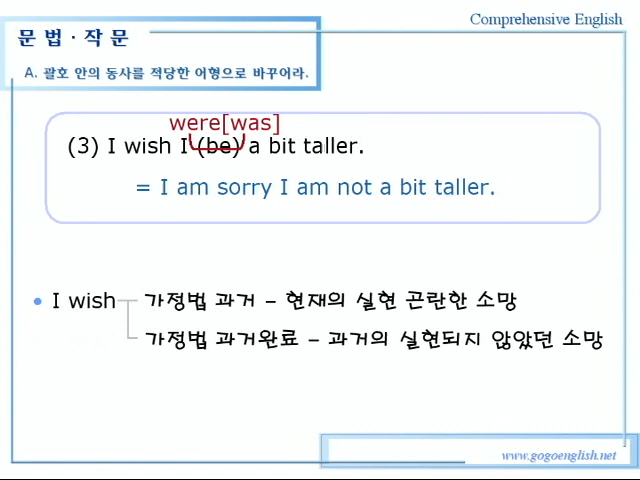 Comprehensive English
문 법 · 작 문
A. 괄호 안의 동사를 적당한 어형으로 바꾸어라.
were[was]
(3) I wish I (be) a bit taller.
= I am sorry I am not a bit taller.
• I wish 가정법 과거 – 현재의 실현 곤란한 소망
가정법 과거완료 – 과거의 실현되지 않았던 소망
www.gogoenglish.net